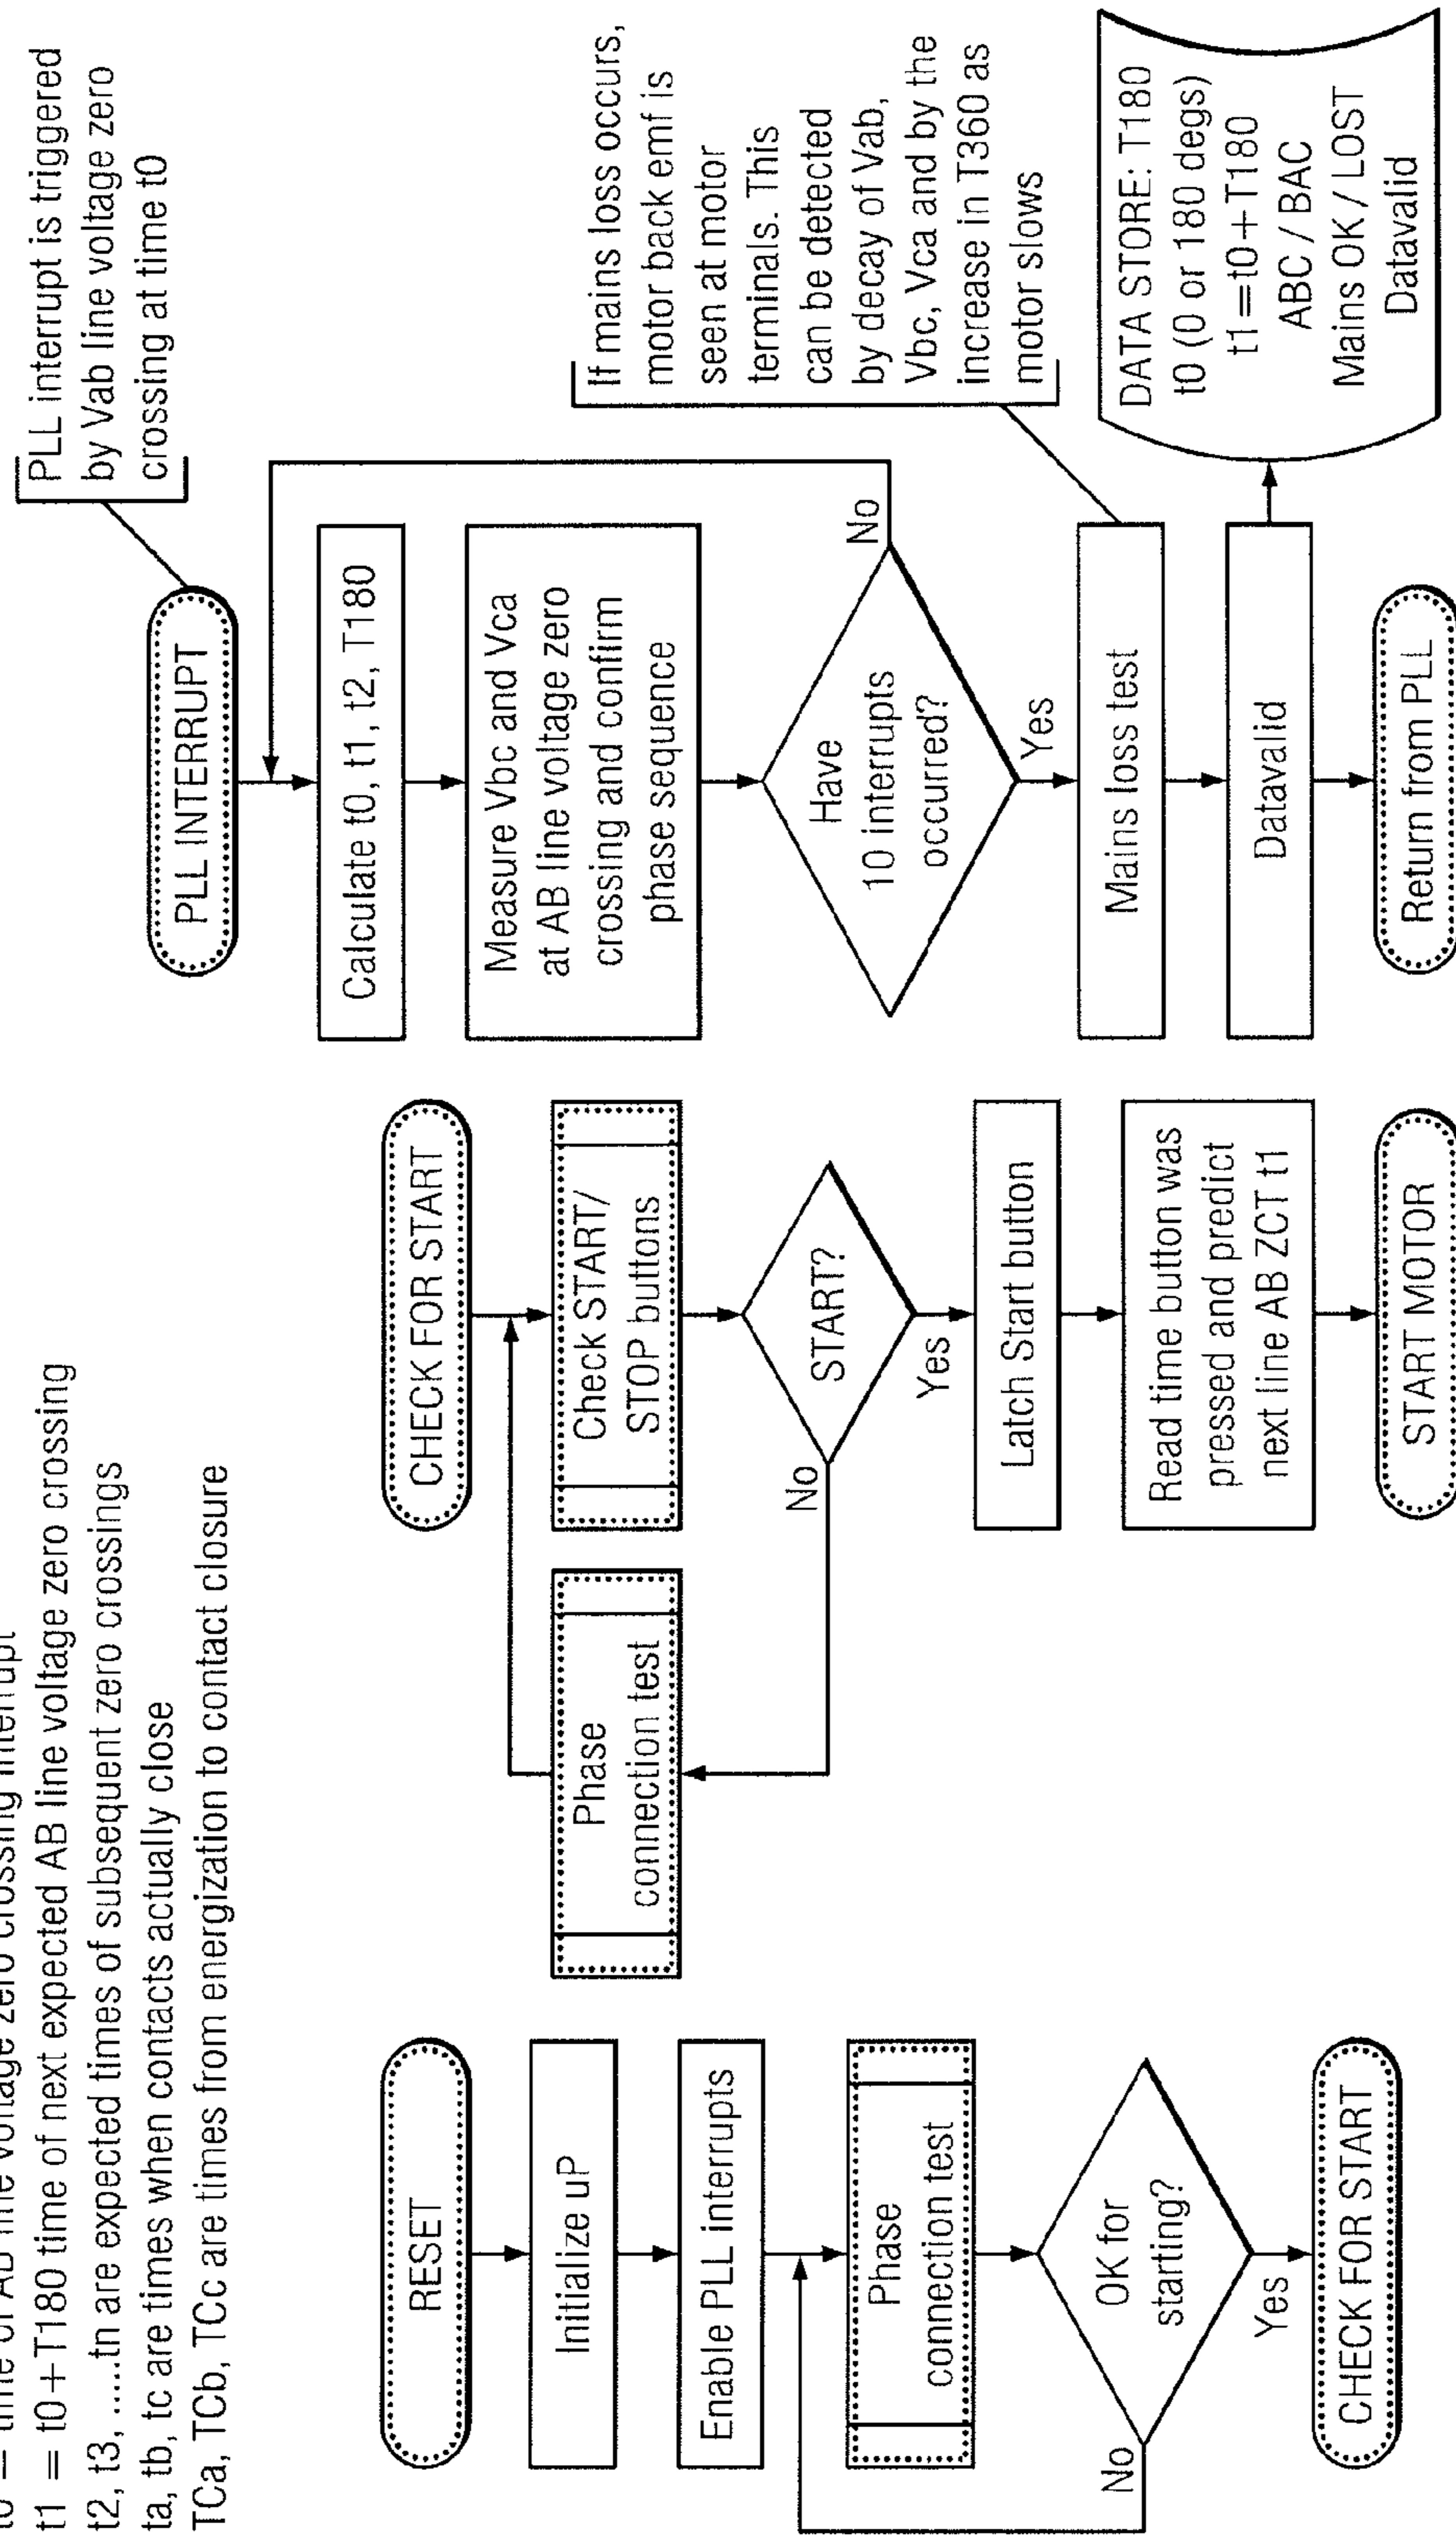 t0 = time of AB line voltage zero crossing interrupt
t1 = t0+T180 time of next expected AB line voltage zero crossing
t2, t3, .....tn are expected times of subsequent zero crossings
ta, tb, tc are times when contacts actually close
TCa, TCb, TCc are times from energization to contact closure
RESET
Initialize uP
Enable PLL interrupts
Phase
connection test
OK for
starting?
No
Yes
CHECK FOR START
CHECK FOR START
Check START/
STOP buttons
START?
No
Yes
Phase
connection test
Latch Start button
Read time button was
pressed and predict
next line AB ZCT t1
START MOTOR
PLL INTERRUPT
PLL interrupt is triggered
by Vab line voltage zero
crossing at time t0
Calculate t0, t1, t2, T180
Measure Vbc and Vca
at AB line voltage zero
crossing and confirm
phase sequence
Have
10 interrupts
occurred?
No
Yes
If mains loss occurs,
motor back emf is
seen at motor
terminals. This
can be detected
by decay of Vab,
Vbc, Vca and by the
increase in T360 as
motor slows
Mains loss test
Datavalid
DATA STORE: T180
t0 (0 or 180 degs)
t1=t0+T180
ABC / BAC
Mains OK / LOST
Datavalid
Return from PLL